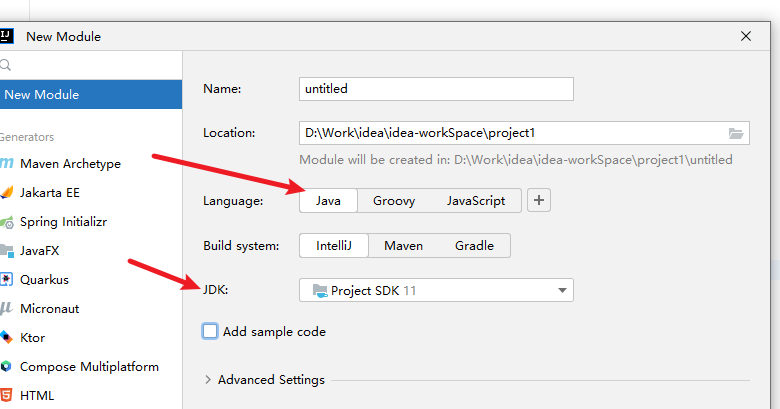 New Module
New Module
Generators
Maven Archetype
Jakarta EE
Spring Initializr
JavaFX
Quarkus
Micronaut
Ktor
Compose Multiplatform
HTML
Name: untitled
Location: D:\Work\idea\idea-workSpace\project1
Module will be created in: D:\Work\idea\idea-workSpace\project1\untitled
Language: Java Groovy JavaScript +
Build system: IntelliJ Maven Gradle
JDK: Project SDK 11
Add sample code
Advanced Settings